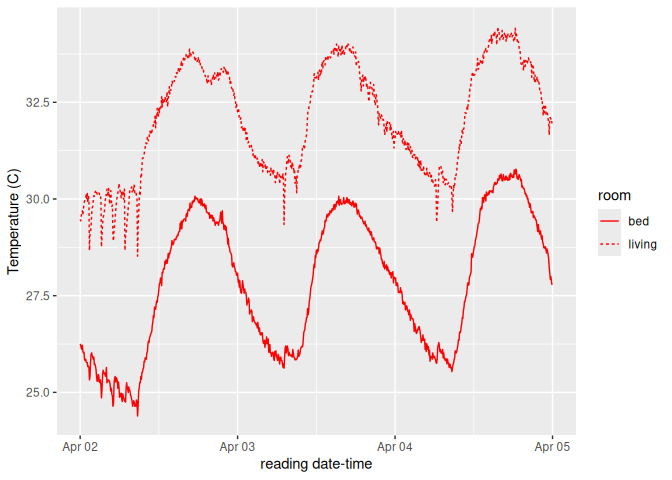 Temperature (C)
32.5
30.0
27.5
25.0
Apr 02
Apr 03
Apr 04
Apr 05
reading date-time
room
bed
living